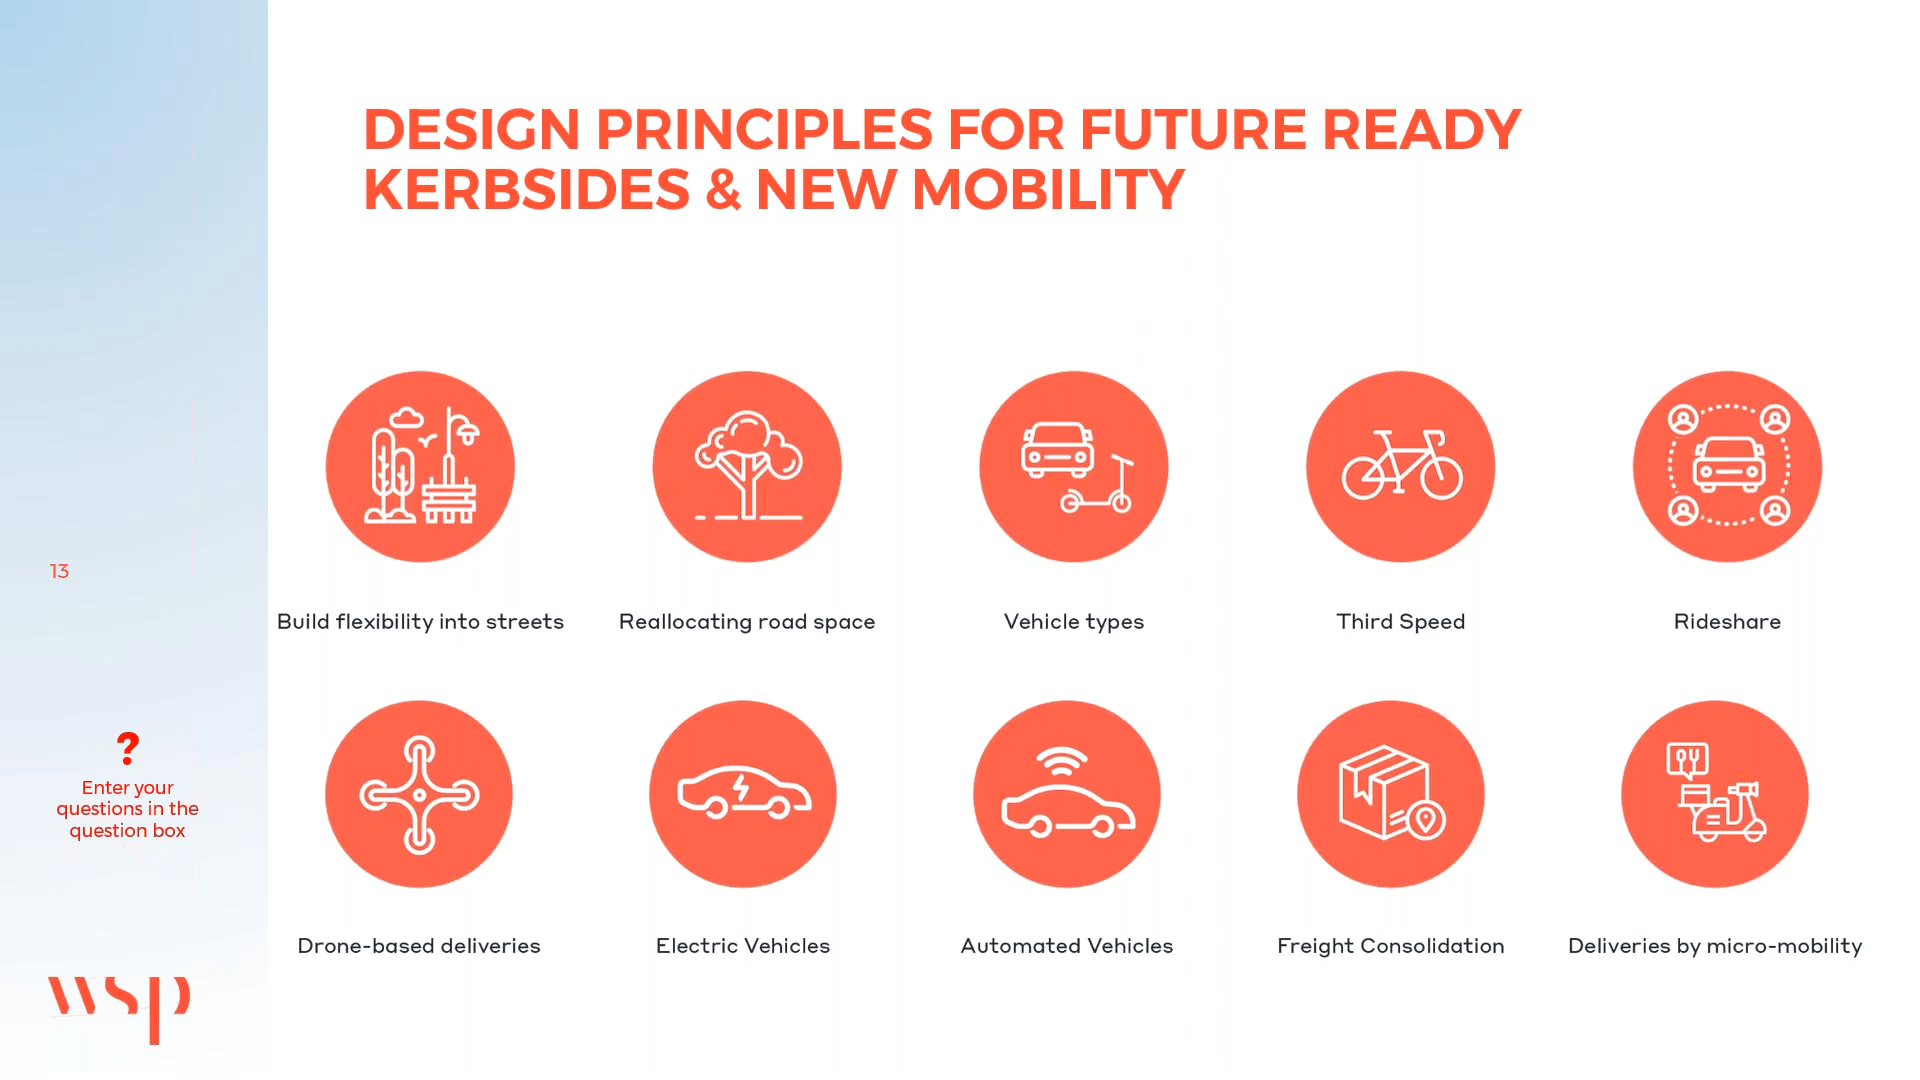 DESIGN PRINCIPLES FOR FUTURE READY
KERBSIDES & NEW MOBILITY
Build flexibility into streets
Reallocating road space
Vehicle types
Third Speed
Rideshare
Drone-based deliveries
Electric Vehicles
Automated Vehicles
Freight Consolidation
Deliveries by micro-mobility
13
?
Enter your
questions in the
question box
wsp